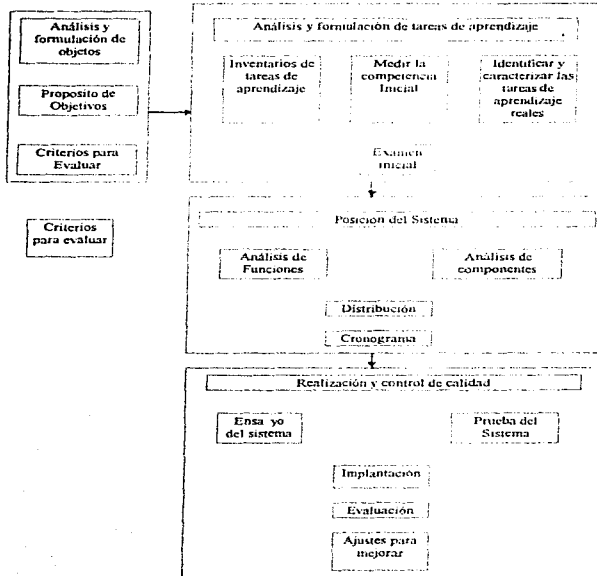 Análisis y
formulación de
objetos
Proposito de
Objetivos
Criterios para
Evaluar
Criterios
para evaluar
Análisis y formulación de tareas de aprendizaje
Inventarios de
tareas de
aprendizaje
Medir la
competencia
Inicial
Identificar y
caracterizar las
tareas de
aprendizaje
reales
Examen
inicial
Posición del Sistema
Análisis de
Funciones
Análisis de
componentes
Distribución
Cronograma
Realización y control de calidad
Ensa yo
del sistema
Prueba del
Sistema
Implantación
Evaluación
Ajustes para
mejorar